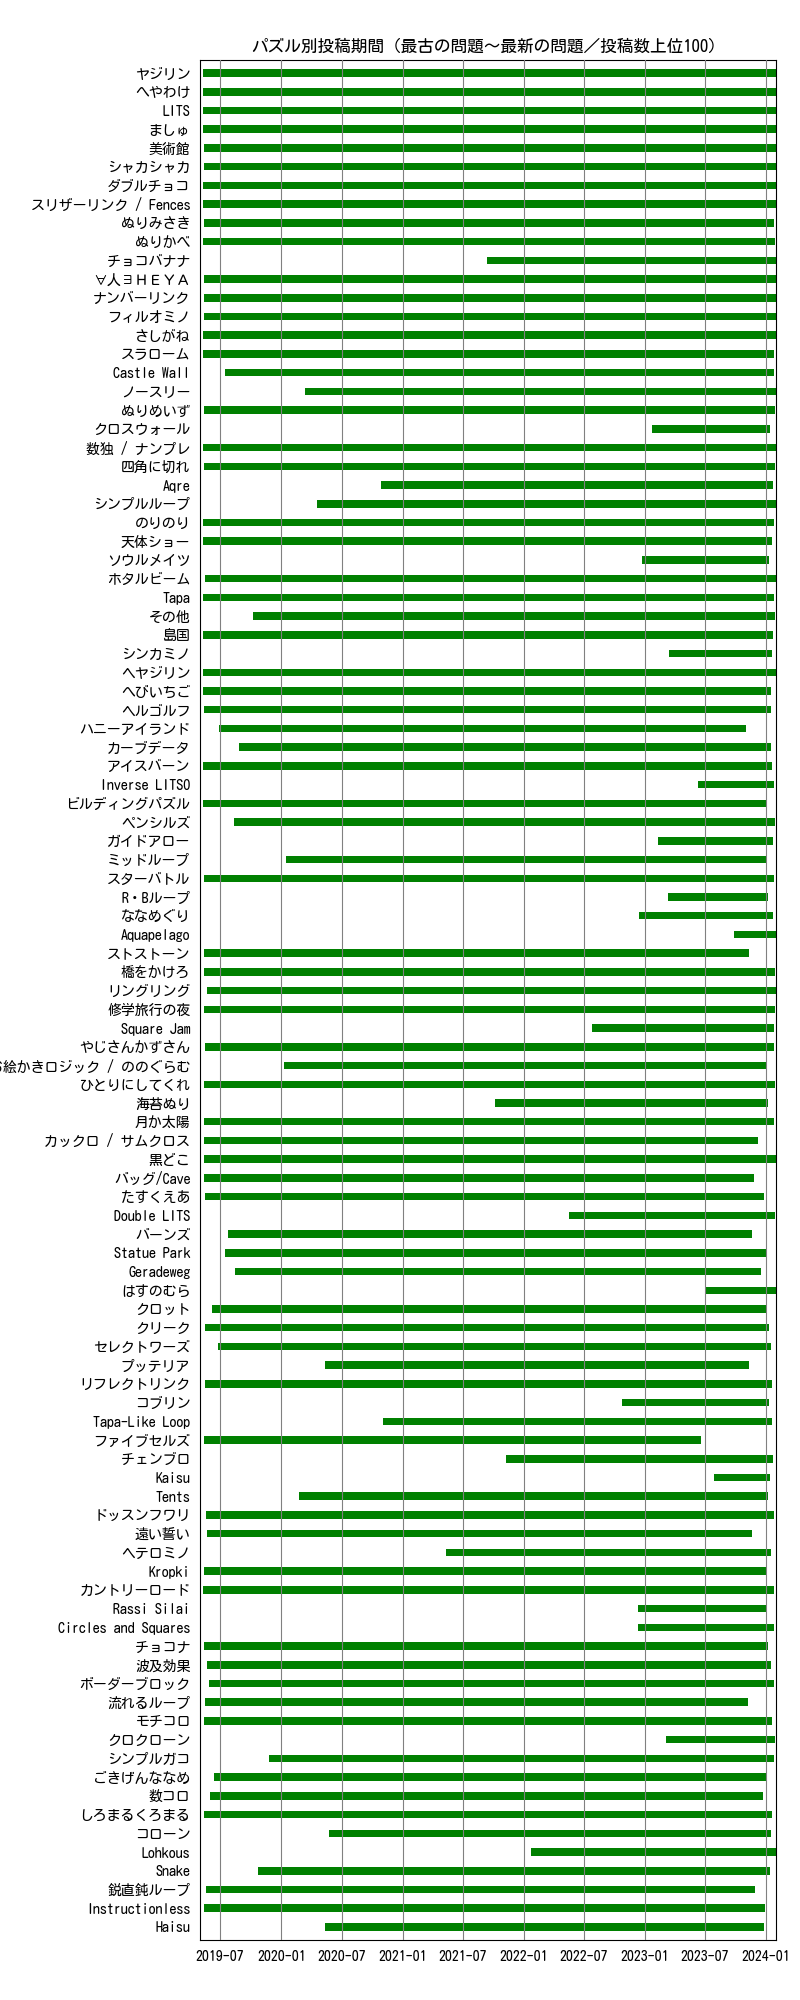 パズル別投稿期間（最古の問題～最新の問題／投稿数上位100）
ヤジリン
へやわけ
LITS
ましゅ
美術館
シャカシャカ
ダブルチョコ
スリザーリンク / Fences
ぬりみさき
ぬりかべ
チョコバナナ
∀人ヨＨＥＹＡ
ナンバーリンク
フィルオミノ
さしがね
スラローム
Castle Wall
ノースリー
ぬりめいず
クロスウォール
数独 / ナンプレ
四角に切れ
Aqre
シンプルループ
のりのり
天体ショー
ソウルメイツ
ホタルビーム
Tapa
その他
島国
シンカミノ
ヘヤジリン
へびいちご
ヘルゴルフ
ハニーアイランド
カーブデータ
アイスバーン
Inverse LITSO
ビルディングパズル
ペンシルズ
ガイドアロー
ミッドループ
スターバトル
R・Bループ
ななめぐり
Aquapelago
ストストーン
橋をかけろ
リングリング
修学旅行の夜
Square Jam
やじさんかずさん
絵かきロジック / ののぐらむ
ひとりにしてくれ
海苔ぬり
月か太陽
カックロ / サムクロス
黒どこ
バッグ/Cave
たすくえあ
Double LITS
バーンズ
Statue Park
Geradeweg
はすのむら
クロット
クリーク
セレクトワーズ
ブッテリア
リフレクトリンク
コブリン
Tapa-Like Loop
ファイブセルズ
チェンブロ
Kaisu
Tents
ドッスンフワリ
遠い誓い
ヘテロミノ
Kropki
カントリーロード
Rassi Silai
Circles and Squares
チョコナ
波及効果
ボーダーブロック
流れるループ
モチコロ
クロクローン
シンプルガコ
ごきげんななめ
数コロ
しろまるくろまる
コローン
Lohkous
Snake
鋭直鈍ループ
Instructionless
Haisu
2019-07 2020-01 2020-07 2021-01 2021-07 2022-01 2022-07 2023-01 2023-07 2024-01